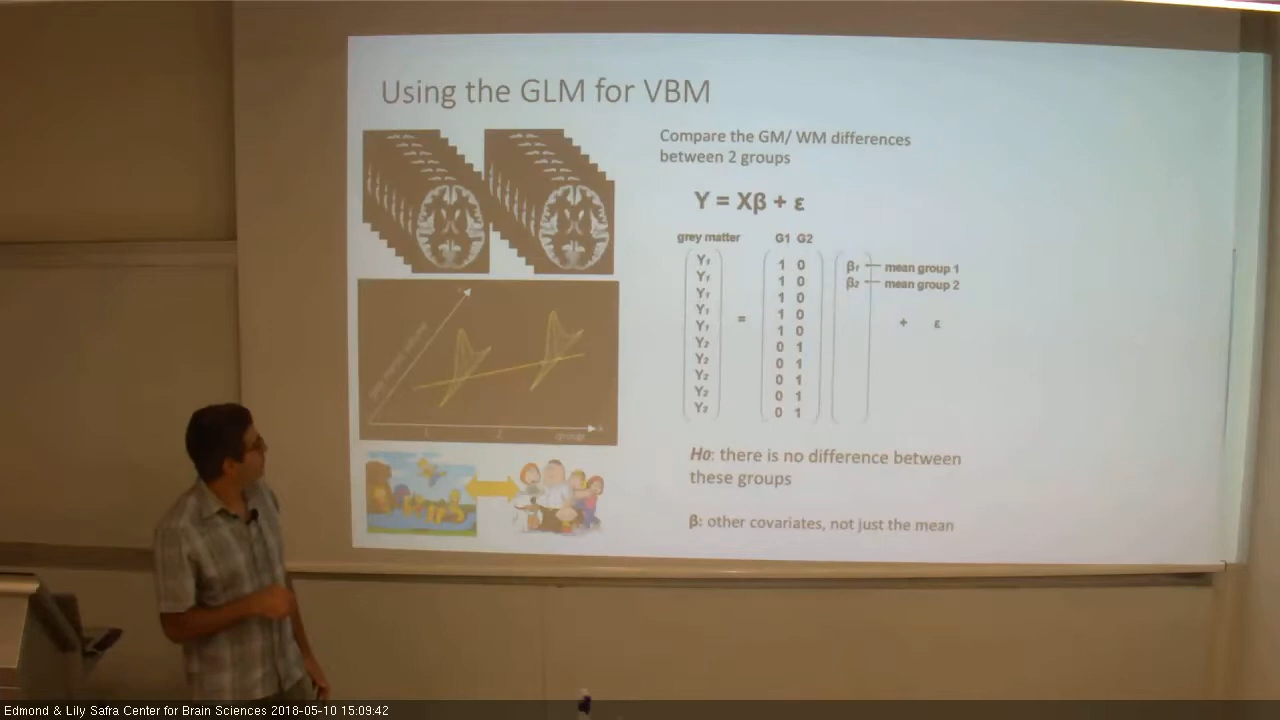 Using the GLM for VBM
Compare the GM/ WM differences
between 2 groups
Y = Xβ + ε
grey matter G1 G2
Y₁ 1 0 β₁ mean group 1
Y₁ 1 0 β₂ mean group 2
Y₁ 1 0
Y₁ 1 0 + ε
Y₁ = 1 0
Y₂ 0 1
Y₂ 0 1
Y₂ 0 1
Y₂ 0 1
Y₂ 0 1
1 2 group
H₀: there is no difference between
these groups
β: other covariates, not just the mean
Edmond & Lily Safra Center for Brain Sciences 2018-05-10 15:09:42